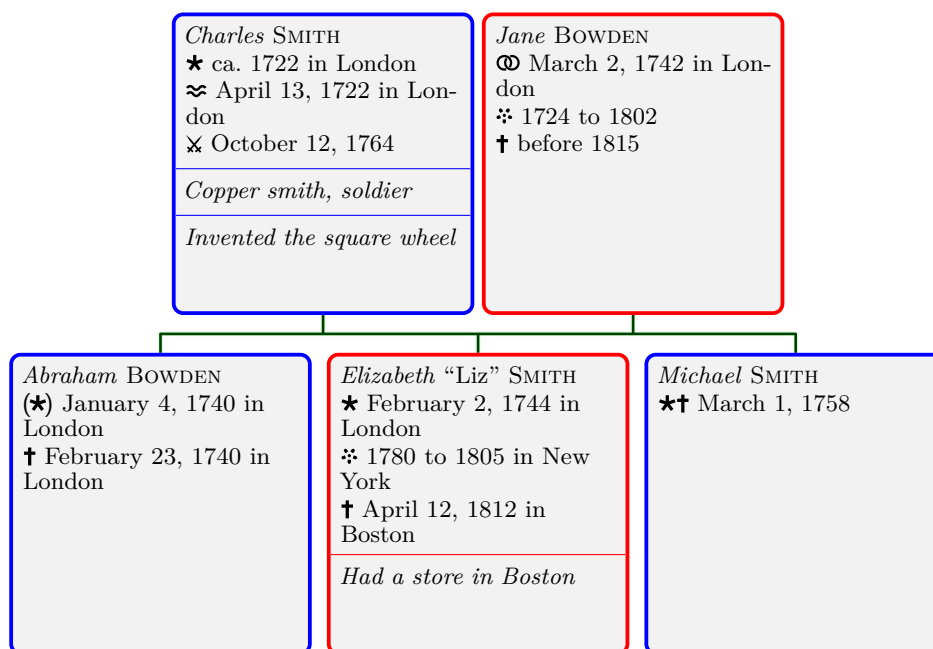 Charles SMITH
★ ca. 1722 in London
≈ April 13, 1722 in Lon-
don
⚔ October 12, 1764
Copper smith, soldier
Invented the square wheel
Jane BOWDEN
⚭ March 2, 1742 in Lon-
don
፨ 1724 to 1802
† before 1815
Abraham BOWDEN
(★) January 4, 1740 in
London
† February 23, 1740 in
London
Elizabeth “Liz” SMITH
★ February 2, 1744 in
London
፨ 1780 to 1805 in New
York
† April 12, 1812 in
Boston
Had a store in Boston
Michael SMITH
★† March 1, 1758